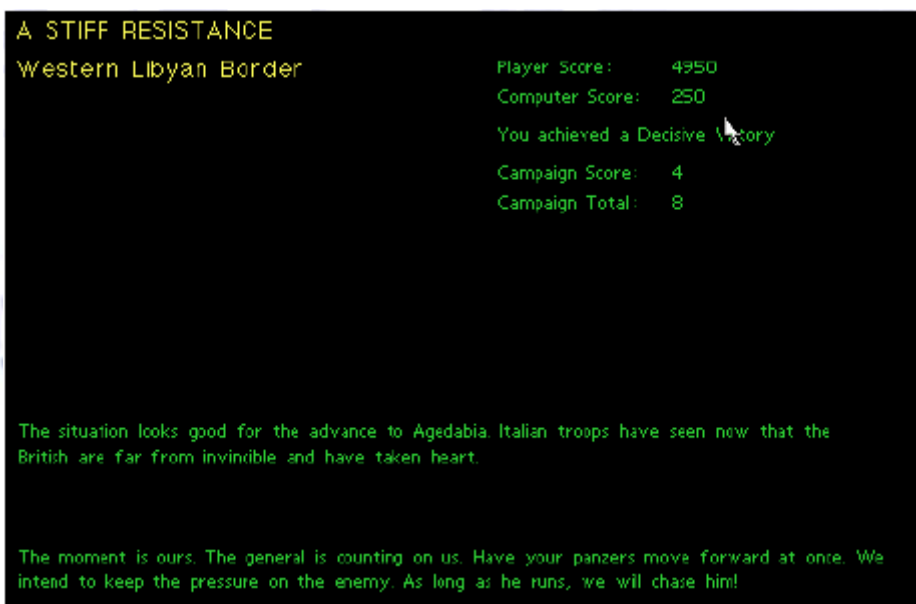 A STIFF RESISTANCE
Western Libyan Border
Player Score: 4950
Computer Score: 250
You achieved a Decisive
Campaign Score: 4
Campaign Total: 8
The situation looks good for the advance to Agedabia. Italian troops have seen now that the
British are far from invincible and have taken heart.
The moment is ours. The general is counting on us. Have your panzers move forward at once. We
intend to keep the pressure on the enemy. As long as he runs, we will chase him!